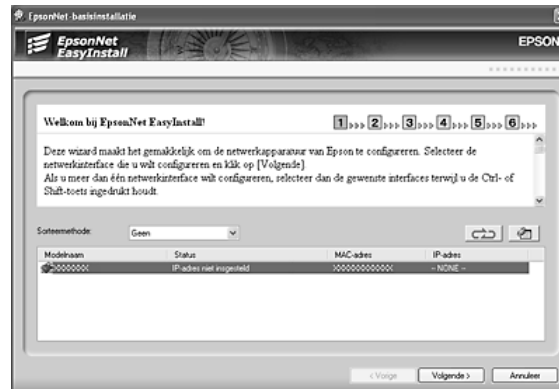 EpsonNet-basisinstallatie
EpsonNet
EasyInstall
EPSON
Welkom bij EpsonNet EasyInstall!
1 2 3 4 5 6
Deze wizard maakt het gemakkelijk om de netwerkapparatuur van Epson te configureren. Selecteer de
netwerkinterface die u wilt configureren en klik op [Volgende].
Als u meer dan één netwerkinterface wilt configureren, selecteer dan de gewenste interfaces terwijl u de Ctrl- of
Shift-toets ingedrukt houdt.
Sorteermethode: Geen
Modelnaam Status MAC-adres IP-adres
XXXXXXX IP-adres niet ingesteld XXXXXXXXXXXX -- NONE --
< Vorige Volgende > Annuleer